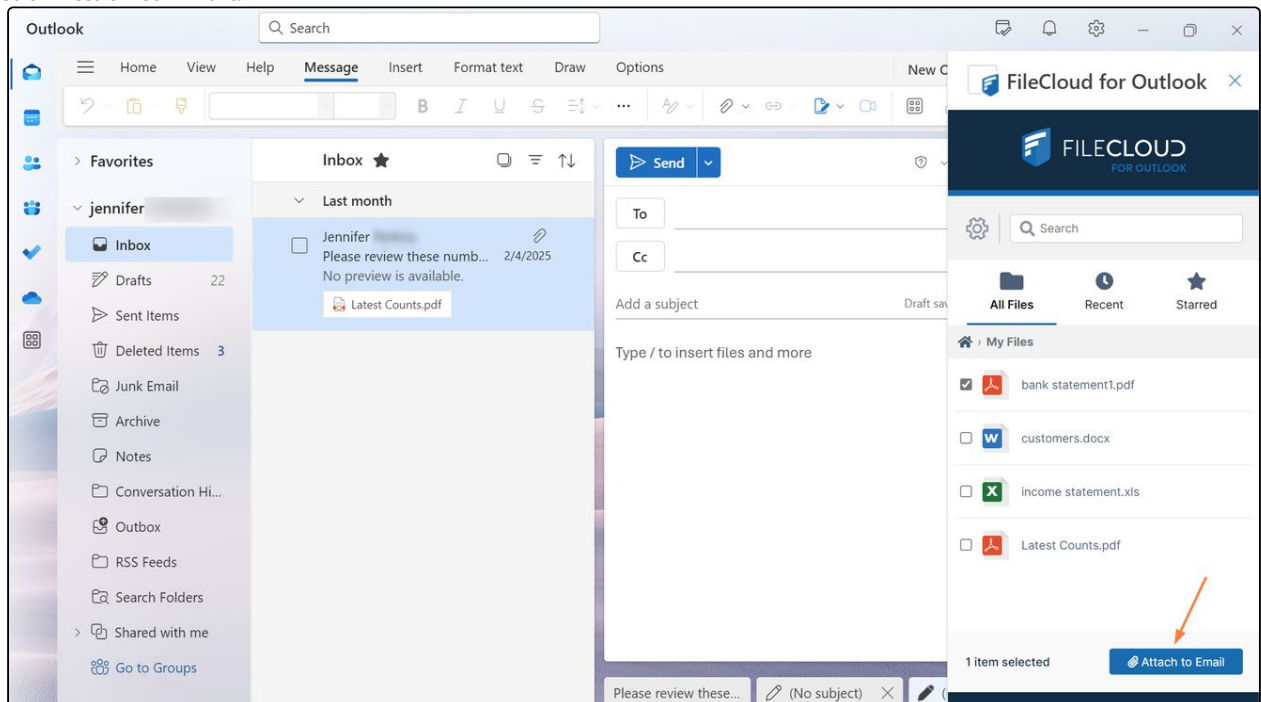 Outlook
Search
Home View Help Message Insert Format text Draw Options
New
B I U S
Favorites
jennifer
Inbox
Drafts 22
Sent Items
Deleted Items 3
Junk Email
Archive
Notes
Conversation Hi...
Outbox
RSS Feeds
Search Folders
Shared with me
Go to Groups
Inbox
Last month
Jennifer
Please review these numb... 2/4/2025
No preview is available.
Latest Counts.pdf
Send
To
Cc
Add a subject
Draft sav
Type / to insert files and more
Please review these...
(No subject)
FileCloud for Outlook
FILECLOUD
FOR OUTLOOK
Search
All Files Recent Starred
My Files
bank statement1.pdf
customers.docx
income statement.xls
Latest Counts.pdf
1 item selected
Attach to Email